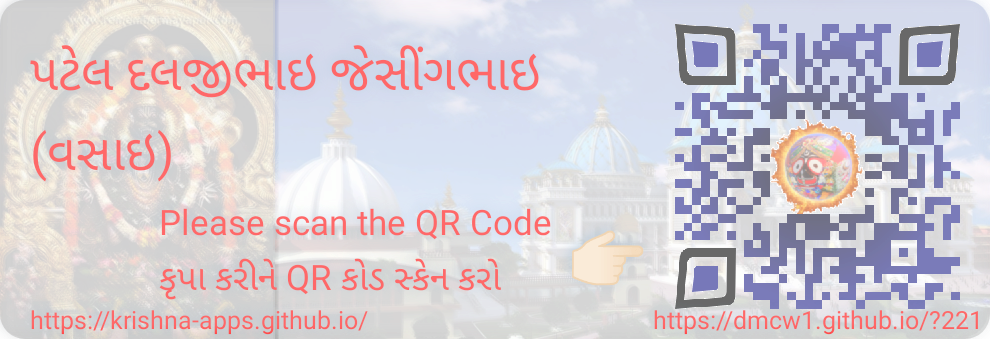 પટેલ દલજીભાઇ જેસીંગભાઇ
(વસાઇ)
Please scan the QR Code
કૃપા કરીને QR કોડ સ્કેન કરો
https://krishna-apps.github.io/
https://dmcw1.github.io/?221